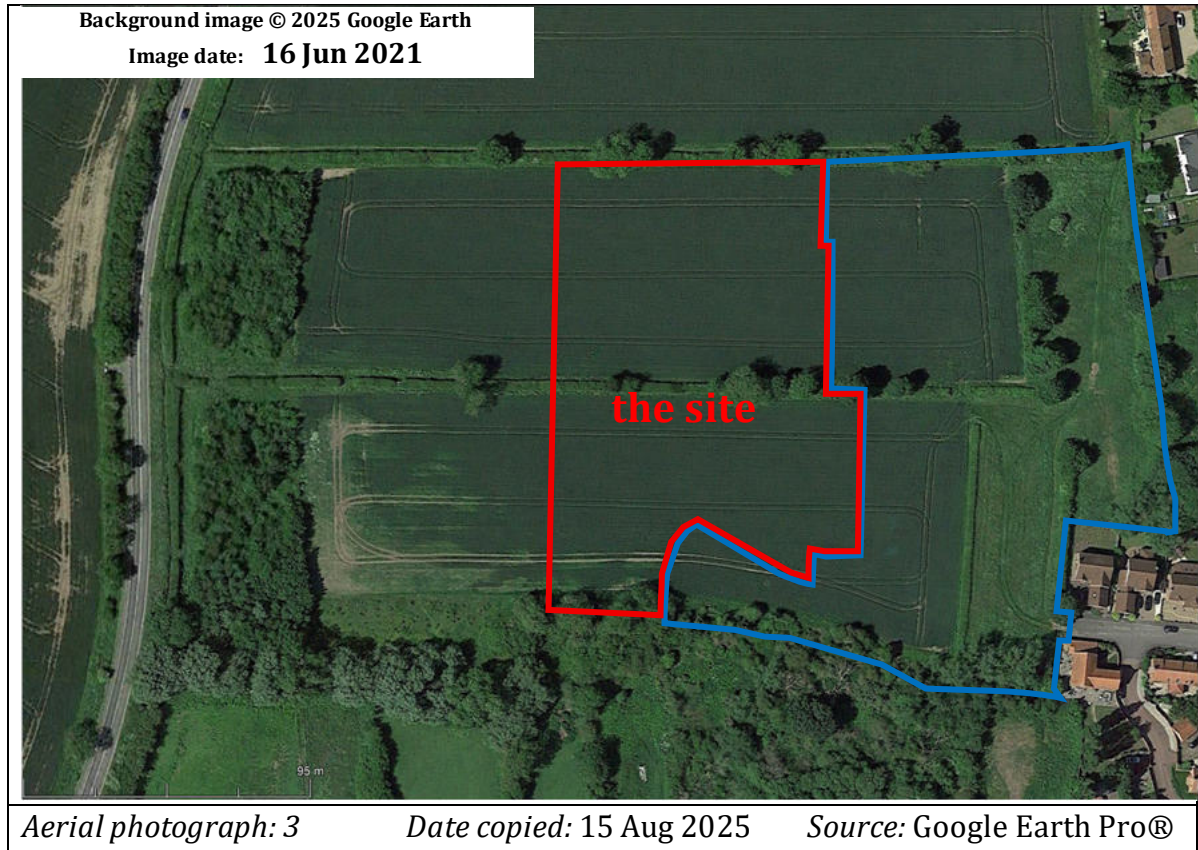 Background image © 2025 Google Earth
Image date: 16 Jun 2021
the site
95 m
Aerial photograph: 3 Date copied: 15 Aug 2025 Source: Google Earth Pro®